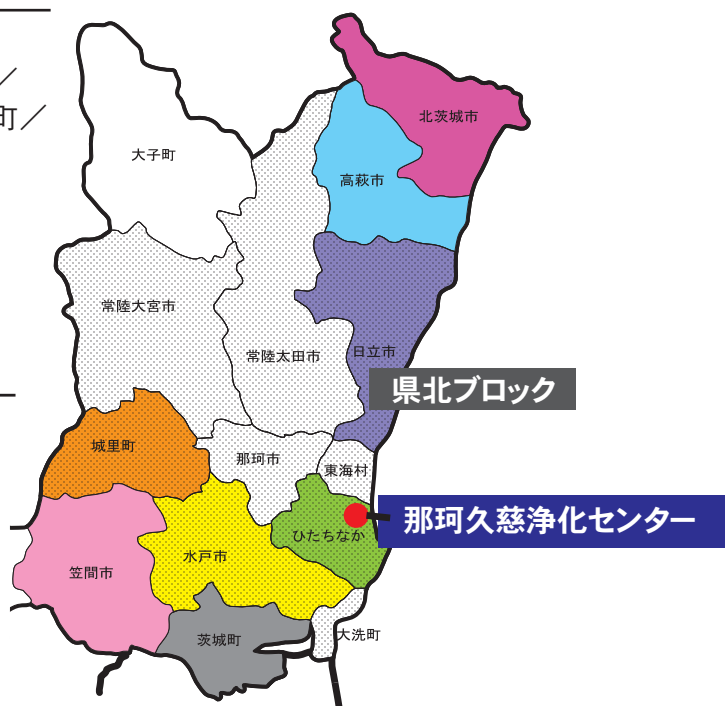 ／
町／
北茨城市
大子町
高萩市
常陸大宮市
常陸太田市
日立市
県北ブロック
城里町
那珂市
東海村
那珂久慈浄化センター
ひたちなか
水戸市
笠間市
茨城町
大洗町